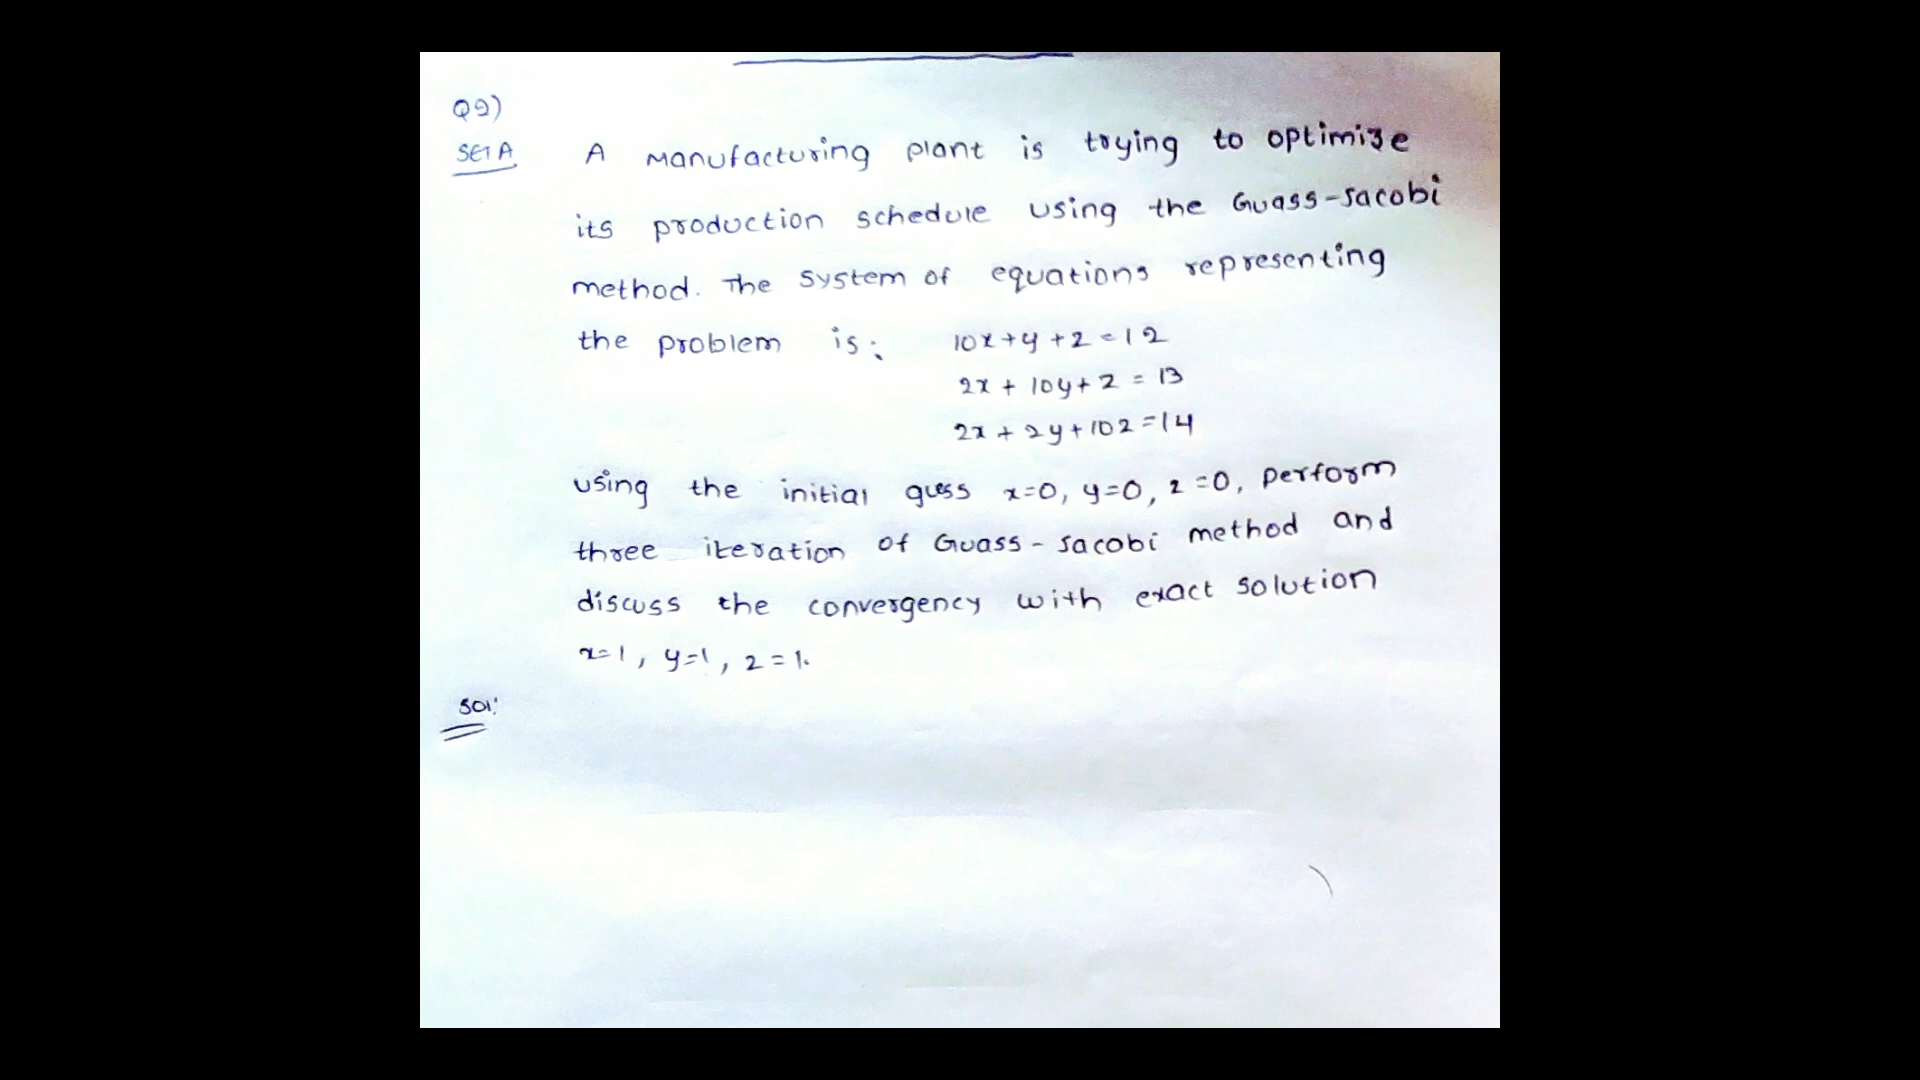 Q2)
SET A A manufacturing plant is trying to optimize
its production schedule using the Guass-Jacobi
method. The system of equations representing
the problem is: 10x+y+z=12
2x+10y+z=13
2x+2y+10z=14
using the initial guess x=0, y=0, z=0, perform
three iteration of Guass-Jacobi method and
discuss the convergency with exact solution
x=1, y=1, z=1.
Sol: